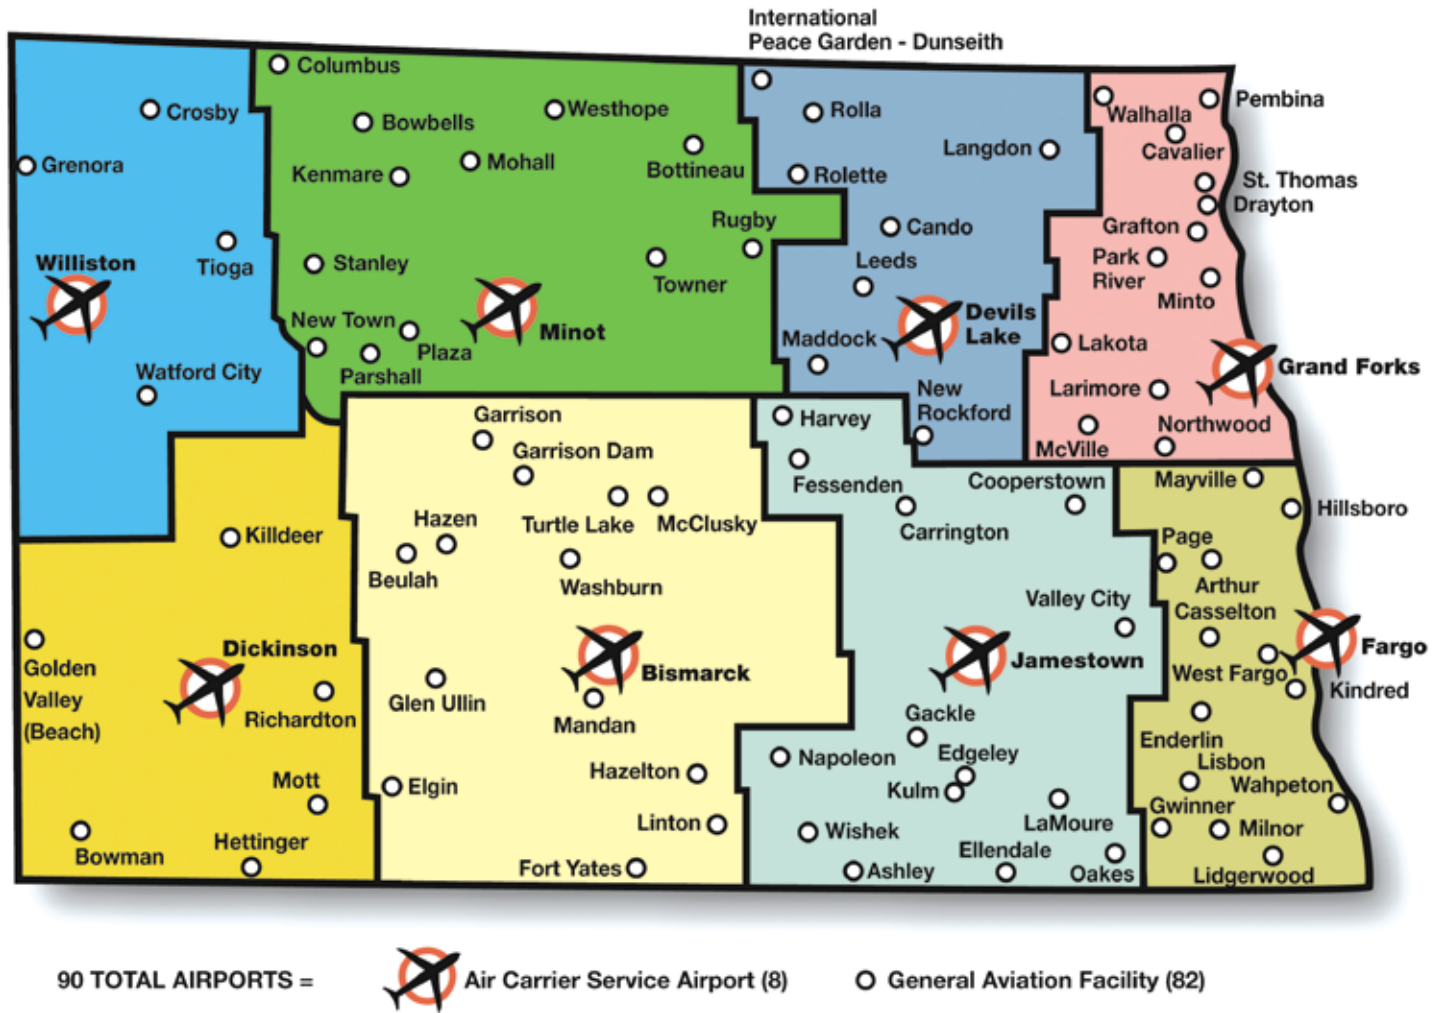 International
Peace Garden - Dunseith
Columbus
Crosby
Bowbells
Westhope
Rolla
Walhalla
Pembina
Grenora
Kenmare
Mohall
Bottineau
Rolette
Langdon
Cavalier
St. Thomas
Drayton
Williston
Tioga
Stanley
Rugby
Towner
Cando
Leeds
Grafton
Park
River
Minto
New Town
Plaza
Parshall
Minot
Maddock
Devils
Lake
Lakota
Grand Forks
Watford City
Larimore
New
Rockford
McVille
Northwood
Garrison
Garrison Dam
Harvey
Fessenden
Cooperstown
Mayville
Hillsboro
Killdeer
Hazen
Beulah
Turtle Lake
McClusky
Washburn
Carrington
Page
Arthur
Casselton
Valley City
Golden
Valley
(Beach)
Dickinson
Richardton
Glen Ullin
Bismarck
Mandan
Jamestown
West Fargo
Fargo
Kindred
Gackle
Enderlin
Mott
Elgin
Hazelton
Napoleon
Edgeley
Kulm
Lisbon
Wahpeton
Gwinner
Bowman
Hettinger
Linton
Fort Yates
Wishek
Ashley
LaMoure
Ellendale
Oakes
Milnor
Lidgerwood
90 TOTAL AIRPORTS =
Air Carrier Service Airport (8)
General Aviation Facility (82)